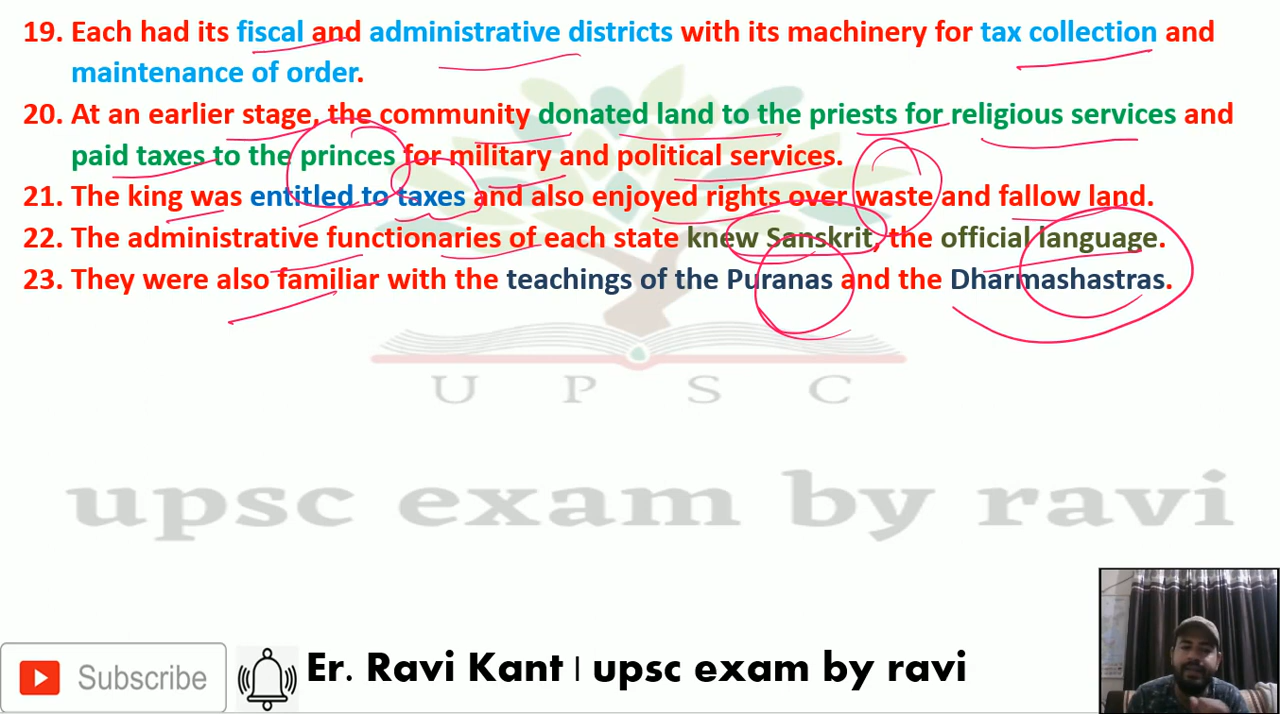 19. Each had its fiscal and administrative districts with its machinery for tax collection and
maintenance of order.
20. At an earlier stage, the community donated land to the priests for religious services and
paid taxes to the princes for military and political services.
21. The king was entitled to taxes and also enjoyed rights over waste and fallow land.
22. The administrative functionaries of each state knew Sanskrit, the official language.
23. They were also familiar with the teachings of the Puranas and the Dharmashastras.
UPSC
upsc exam by ravi
Subscribe
Er. Ravi Kant | upsc exam by ravi